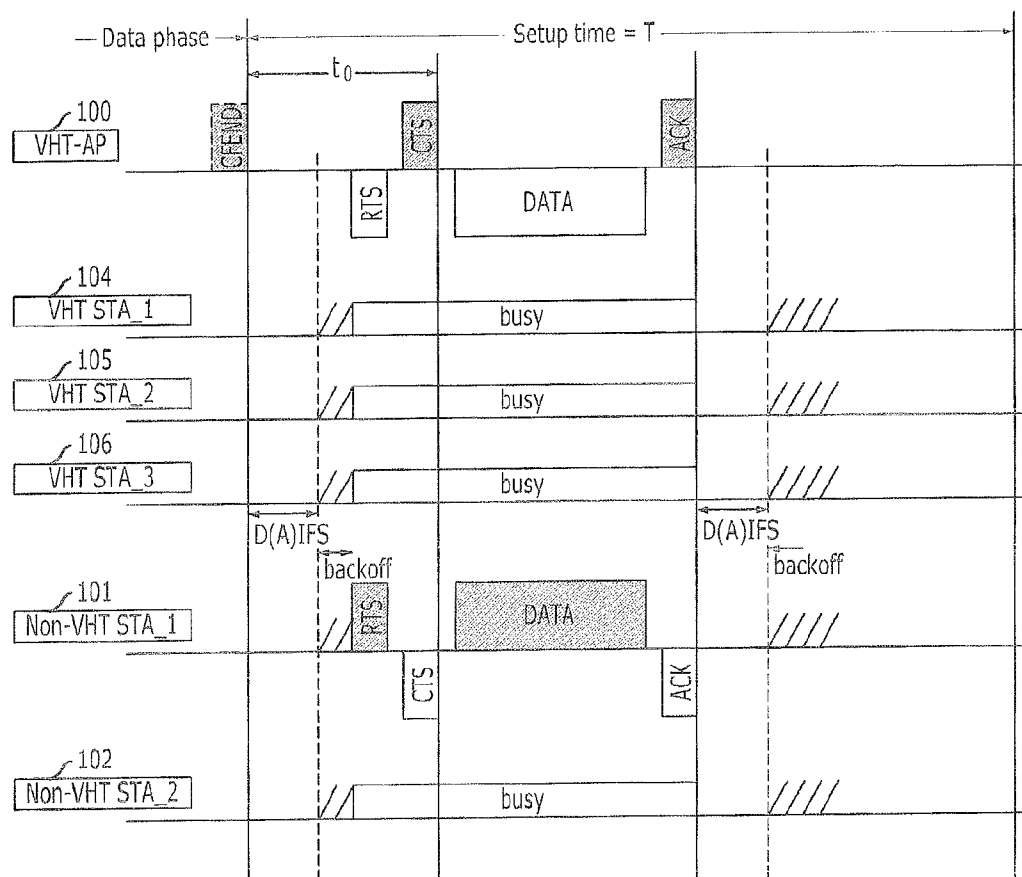 Data phase
Setup time = T
t0
100
VHT-AP
CFEND
CTS
ACK
RTS
DATA
104
VHT STA_1
busy
105
VHT STA_2
busy
106
VHT STA_3
busy
D(A)IFS
D(A)IFS
backoff
backoff
101
Non-VHT STA_1
RTS
DATA
CTS
ACK
102
Non-VHT STA_2
busy